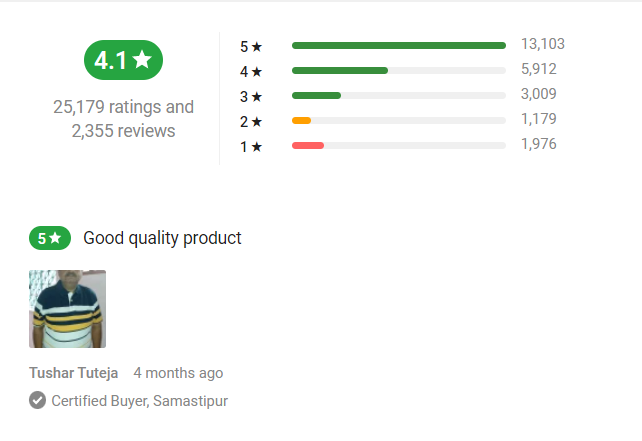 4.1★
25,179 ratings and
2,355 reviews
5★ 13,103
4★ 5,912
3★ 3,009
2★ 1,179
1★ 1,976
5★ Good quality product
Tushar Tuteja 4 months ago
Certified Buyer, Samastipur